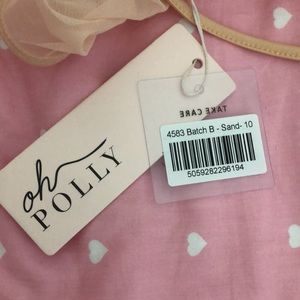 oh
POLLY
TAKE CARE
4583 Batch B - Sand- 10
5059282296194